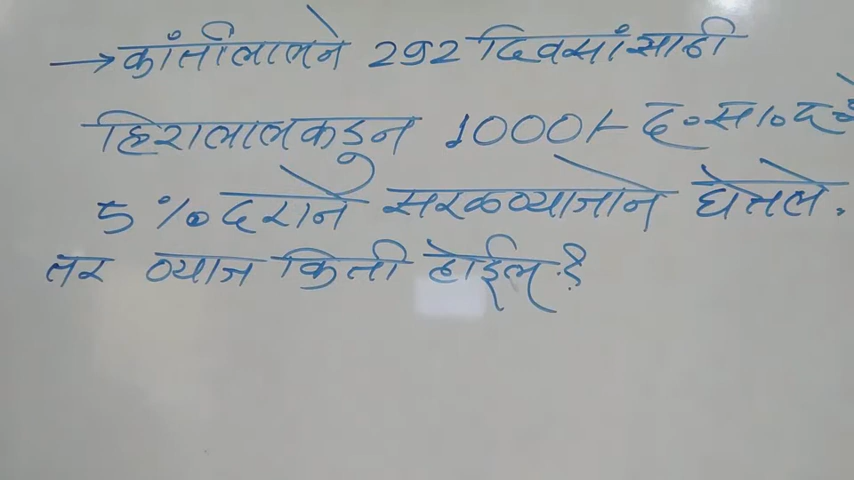 → कांतीलालने 292 दिवसांसाठी
हिरालालकडुन 1000/- द.सा.द.शे
5 % दराने सरळव्याजाने घेतले.
तर व्याज किती होईल.?